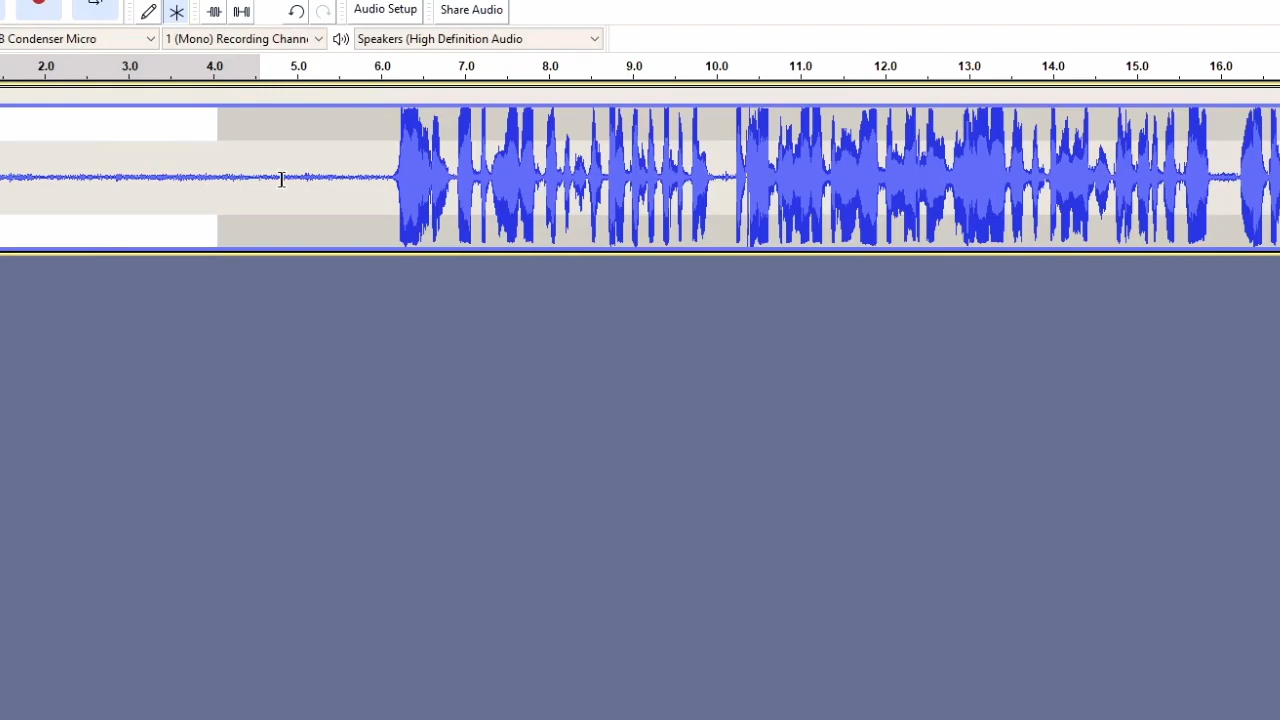 Audio Setup
Share Audio
B Condenser Micro
1 (Mono) Recording Chann
Speakers (High Definition Audio
2.0 3.0 4.0 5.0 6.0 7.0 8.0 9.0 10.0 11.0 12.0 13.0 14.0 15.0 16.0